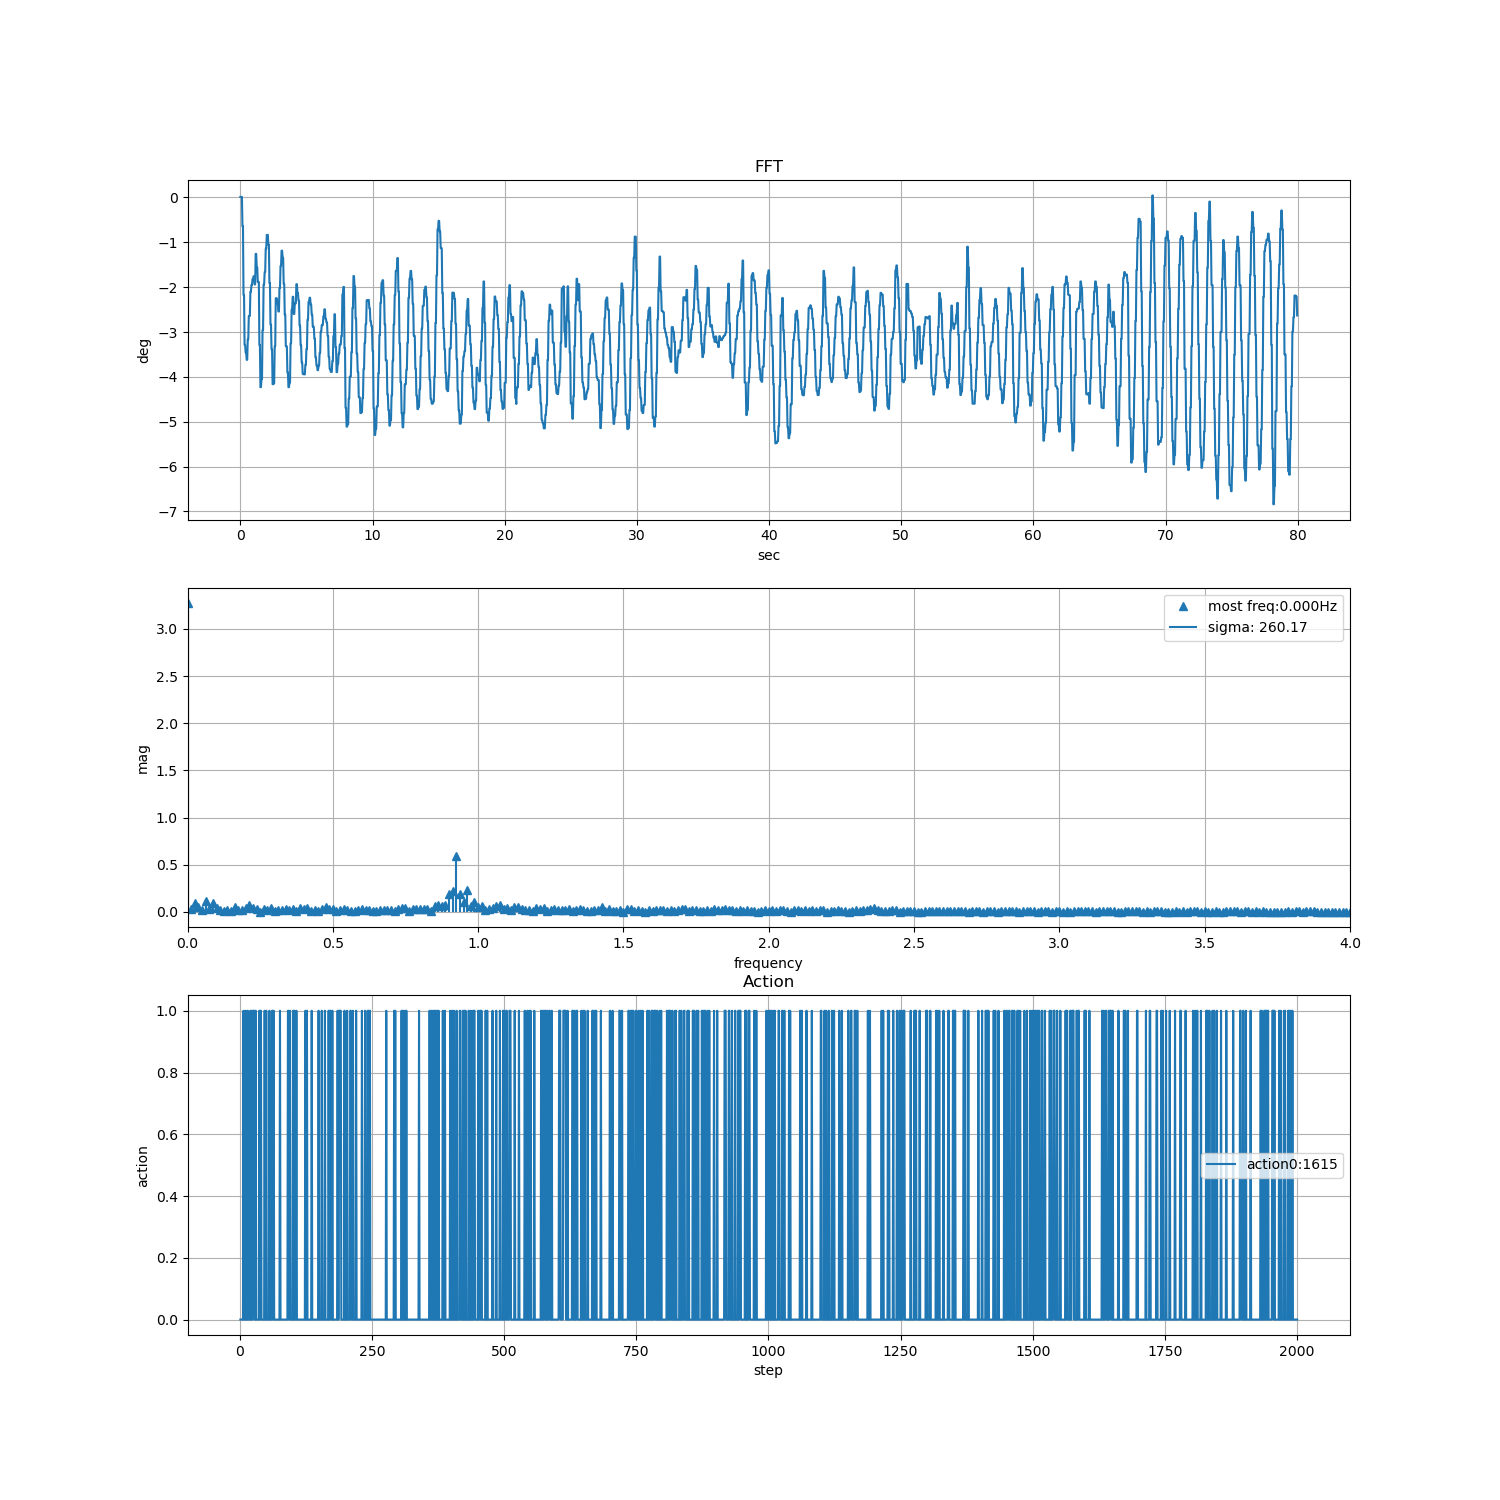 FFT
0
−1
−2
−3
−4
−5
−6
−7
deg
0 10 20 30 40 50 60 70 80
sec
most freq:0.000Hz
sigma: 260.17
3.0
2.5
2.0
1.5
1.0
0.5
0.0
mag
0.0 0.5 1.0 1.5 2.0 2.5 3.0 3.5 4.0
frequency
Action
1.0
0.8
0.6
0.4
0.2
0.0
action
action0:1615
0 250 500 750 1000 1250 1500 1750 2000
step